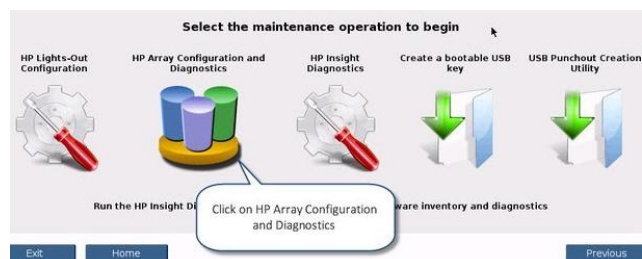 Select the maintenance operation to begin
HP Lights-Out
Configuration
HP Array Configuration and
Diagnostics
HP Insight
Diagnostics
Create a bootable USB
key
USB Punchout Creation
Utility
Run the HP Insight Di
ware inventory and diagnostics
Click on HP Array Configuration
and Diagnostics
Exit
Home
Previous